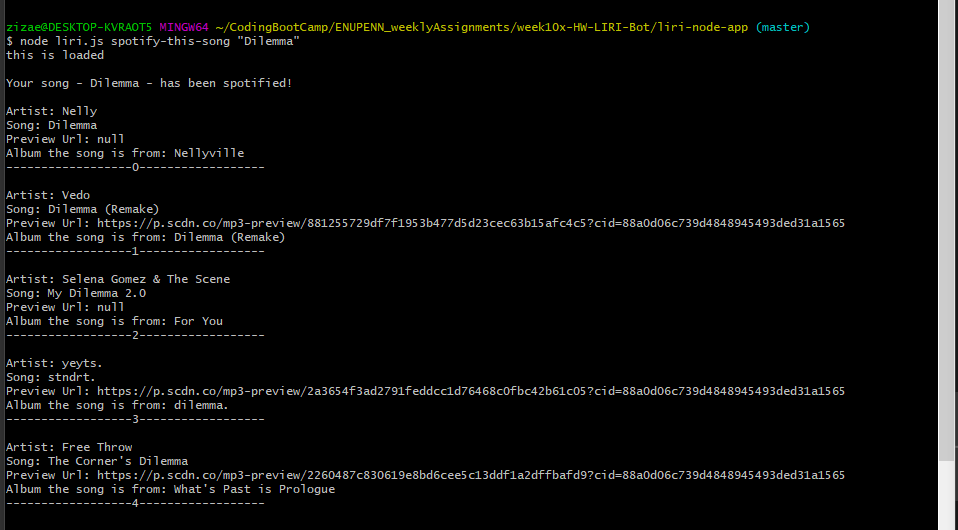 zizae@DESKTOP-KVRAOT5 MINGW64 ~/CodingBootCamp/ENUPENN_weeklyAssignments/week10x-HW-LIRI-Bot/liri-node-app (master)
$ node liri.js spotify-this-song "Dilemma"
this is loaded
Your song - Dilemma - has been spotified!
Artist: Nelly
Song: Dilemma
Preview Url: null
Album the song is from: Nellyville
------------------0------------------
Artist: Vedo
Song: Dilemma (Remake)
Preview Url: https://p.scdn.co/mp3-preview/881255729df7f1953b477d5d23cec63b15afc4c5?cid=88a0d06c739d4848945493ded31a1565
Album the song is from: Dilemma (Remake)
------------------1------------------
Artist: Selena Gomez & The Scene
Song: My Dilemma 2.0
Preview Url: null
Album the song is from: For You
------------------2------------------
Artist: yeyts.
Song: stndrt.
Preview Url: https://p.scdn.co/mp3-preview/2a3654f3ad2791feddcc1d76468c0fbc42b61c05?cid=88a0d06c739d4848945493ded31a1565
Album the song is from: dilemma.
------------------3------------------
Artist: Free Throw
Song: The Corner's Dilemma
Preview Url: https://p.scdn.co/mp3-preview/2260487c830619e8bd6cee5c13ddf1a2dffbafd9?cid=88a0d06c739d4848945493ded31a1565
Album the song is from: What's Past is Prologue
------------------4------------------